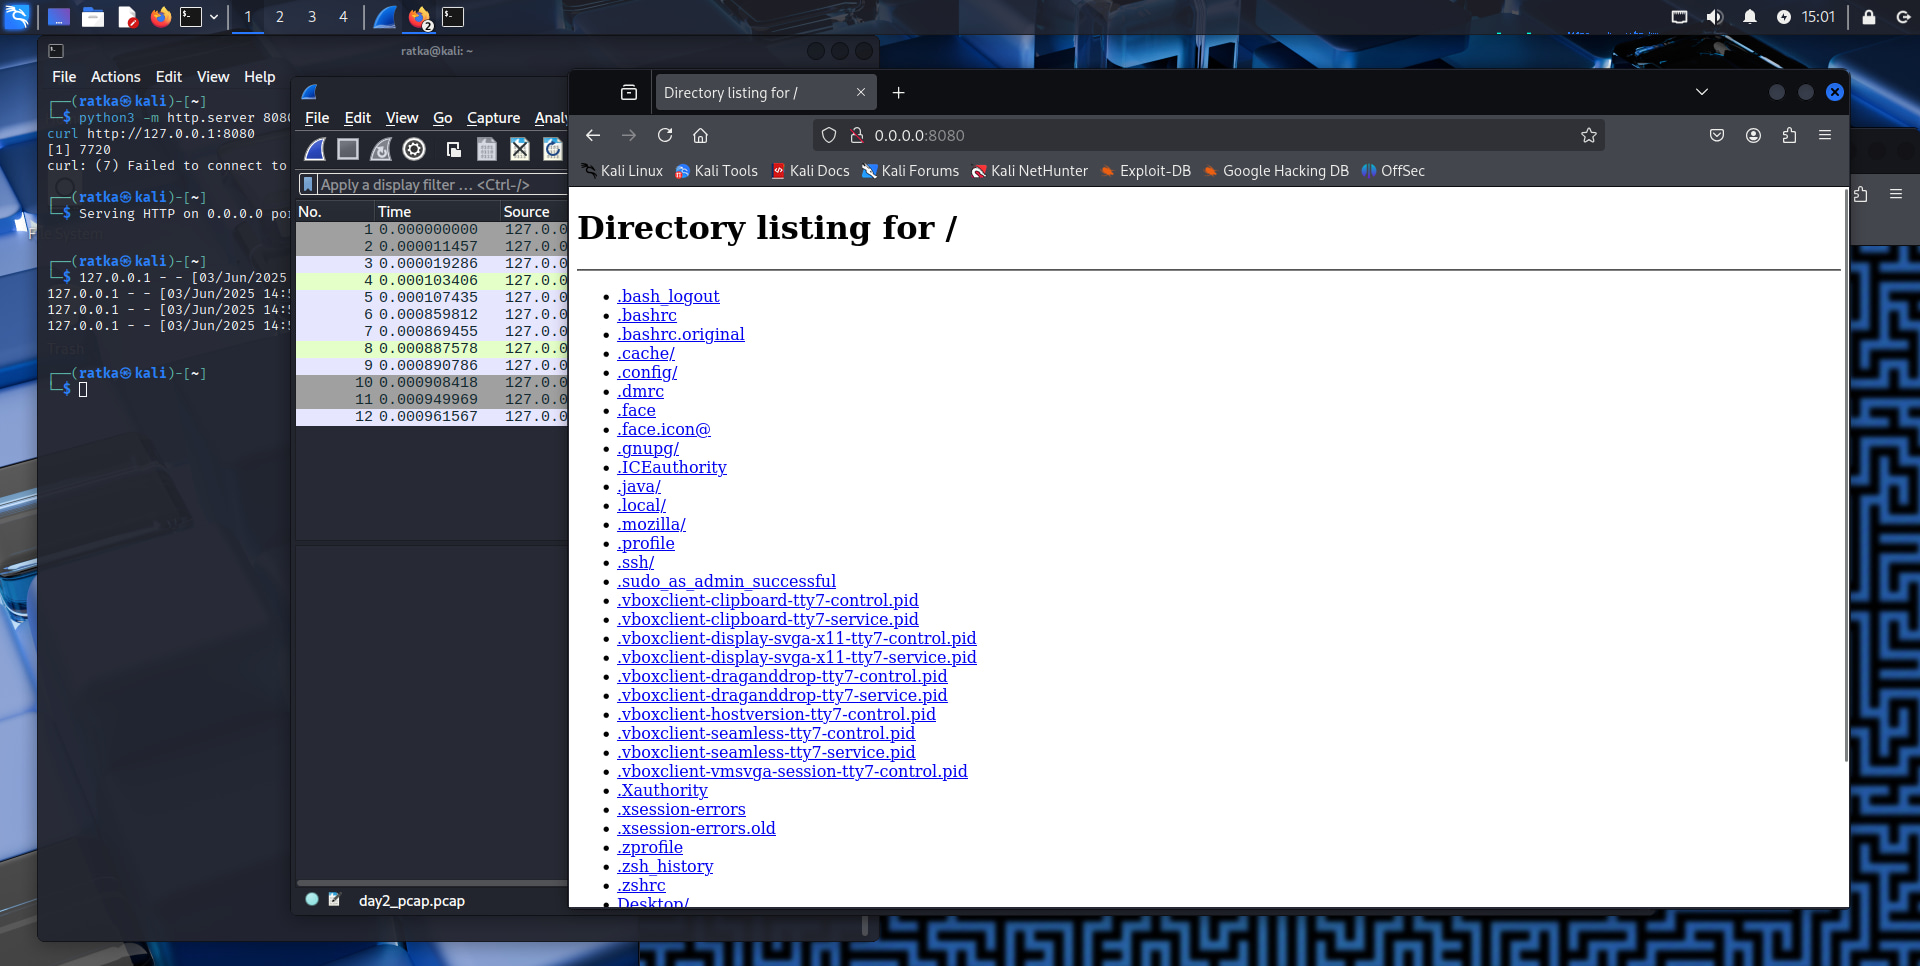 1 2 3 4 2 15:01
ratka@kali: ~
File Actions Edit View Help
┌──(ratka㉿kali)-[~]
└─$ python3 -m http.server 8080
curl http://127.0.0.1:8080
[1] 7720
curl: (7) Failed to connect to
┌──(ratka㉿kali)-[~]
└─$ Serving HTTP on 0.0.0.0 por
File System
┌──(ratka㉿kali)-[~]
└─$ 127.0.0.1 - - [03/Jun/2025
127.0.0.1 - - [03/Jun/2025 14:5
127.0.0.1 - - [03/Jun/2025 14:5
127.0.0.1 - - [03/Jun/2025 14:5
Trash
┌──(ratka㉿kali)-[~]
└─$
File Edit View Go Capture Analy
Apply a display filter ... <Ctrl-/>
No. Time Source
1 0.000000000 127.0.0
2 0.000011457 127.0.0
3 0.000019286 127.0.0
4 0.000103406 127.0.0
5 0.000107435 127.0.0
6 0.000859812 127.0.0
7 0.000869455 127.0.0
8 0.000887578 127.0.0
9 0.000890786 127.0.0
10 0.000908418 127.0.0
11 0.000949969 127.0.0
12 0.000961567 127.0.0
day2_pcap.pcap
Directory listing for /
0.0.0.0:8080
Kali Linux Kali Tools Kali Docs Kali Forums Kali NetHunter Exploit-DB Google Hacking DB OffSec
Directory listing for /
.bash_logout
.bashrc
.bashrc.original
.cache/
.config/
.dmrc
.face
.face.icon@
.gnupg/
.ICEauthority
.java/
.local/
.mozilla/
.profile
.ssh/
.sudo_as_admin_successful
.vboxclient-clipboard-tty7-control.pid
.vboxclient-clipboard-tty7-service.pid
.vboxclient-display-svga-x11-tty7-control.pid
.vboxclient-display-svga-x11-tty7-service.pid
.vboxclient-draganddrop-tty7-control.pid
.vboxclient-draganddrop-tty7-service.pid
.vboxclient-hostversion-tty7-control.pid
.vboxclient-seamless-tty7-control.pid
.vboxclient-seamless-tty7-service.pid
.vboxclient-vmsvga-session-tty7-control.pid
.Xauthority
.xsession-errors
.xsession-errors.old
.zprofile
.zsh_history
.zshrc
Desktop/